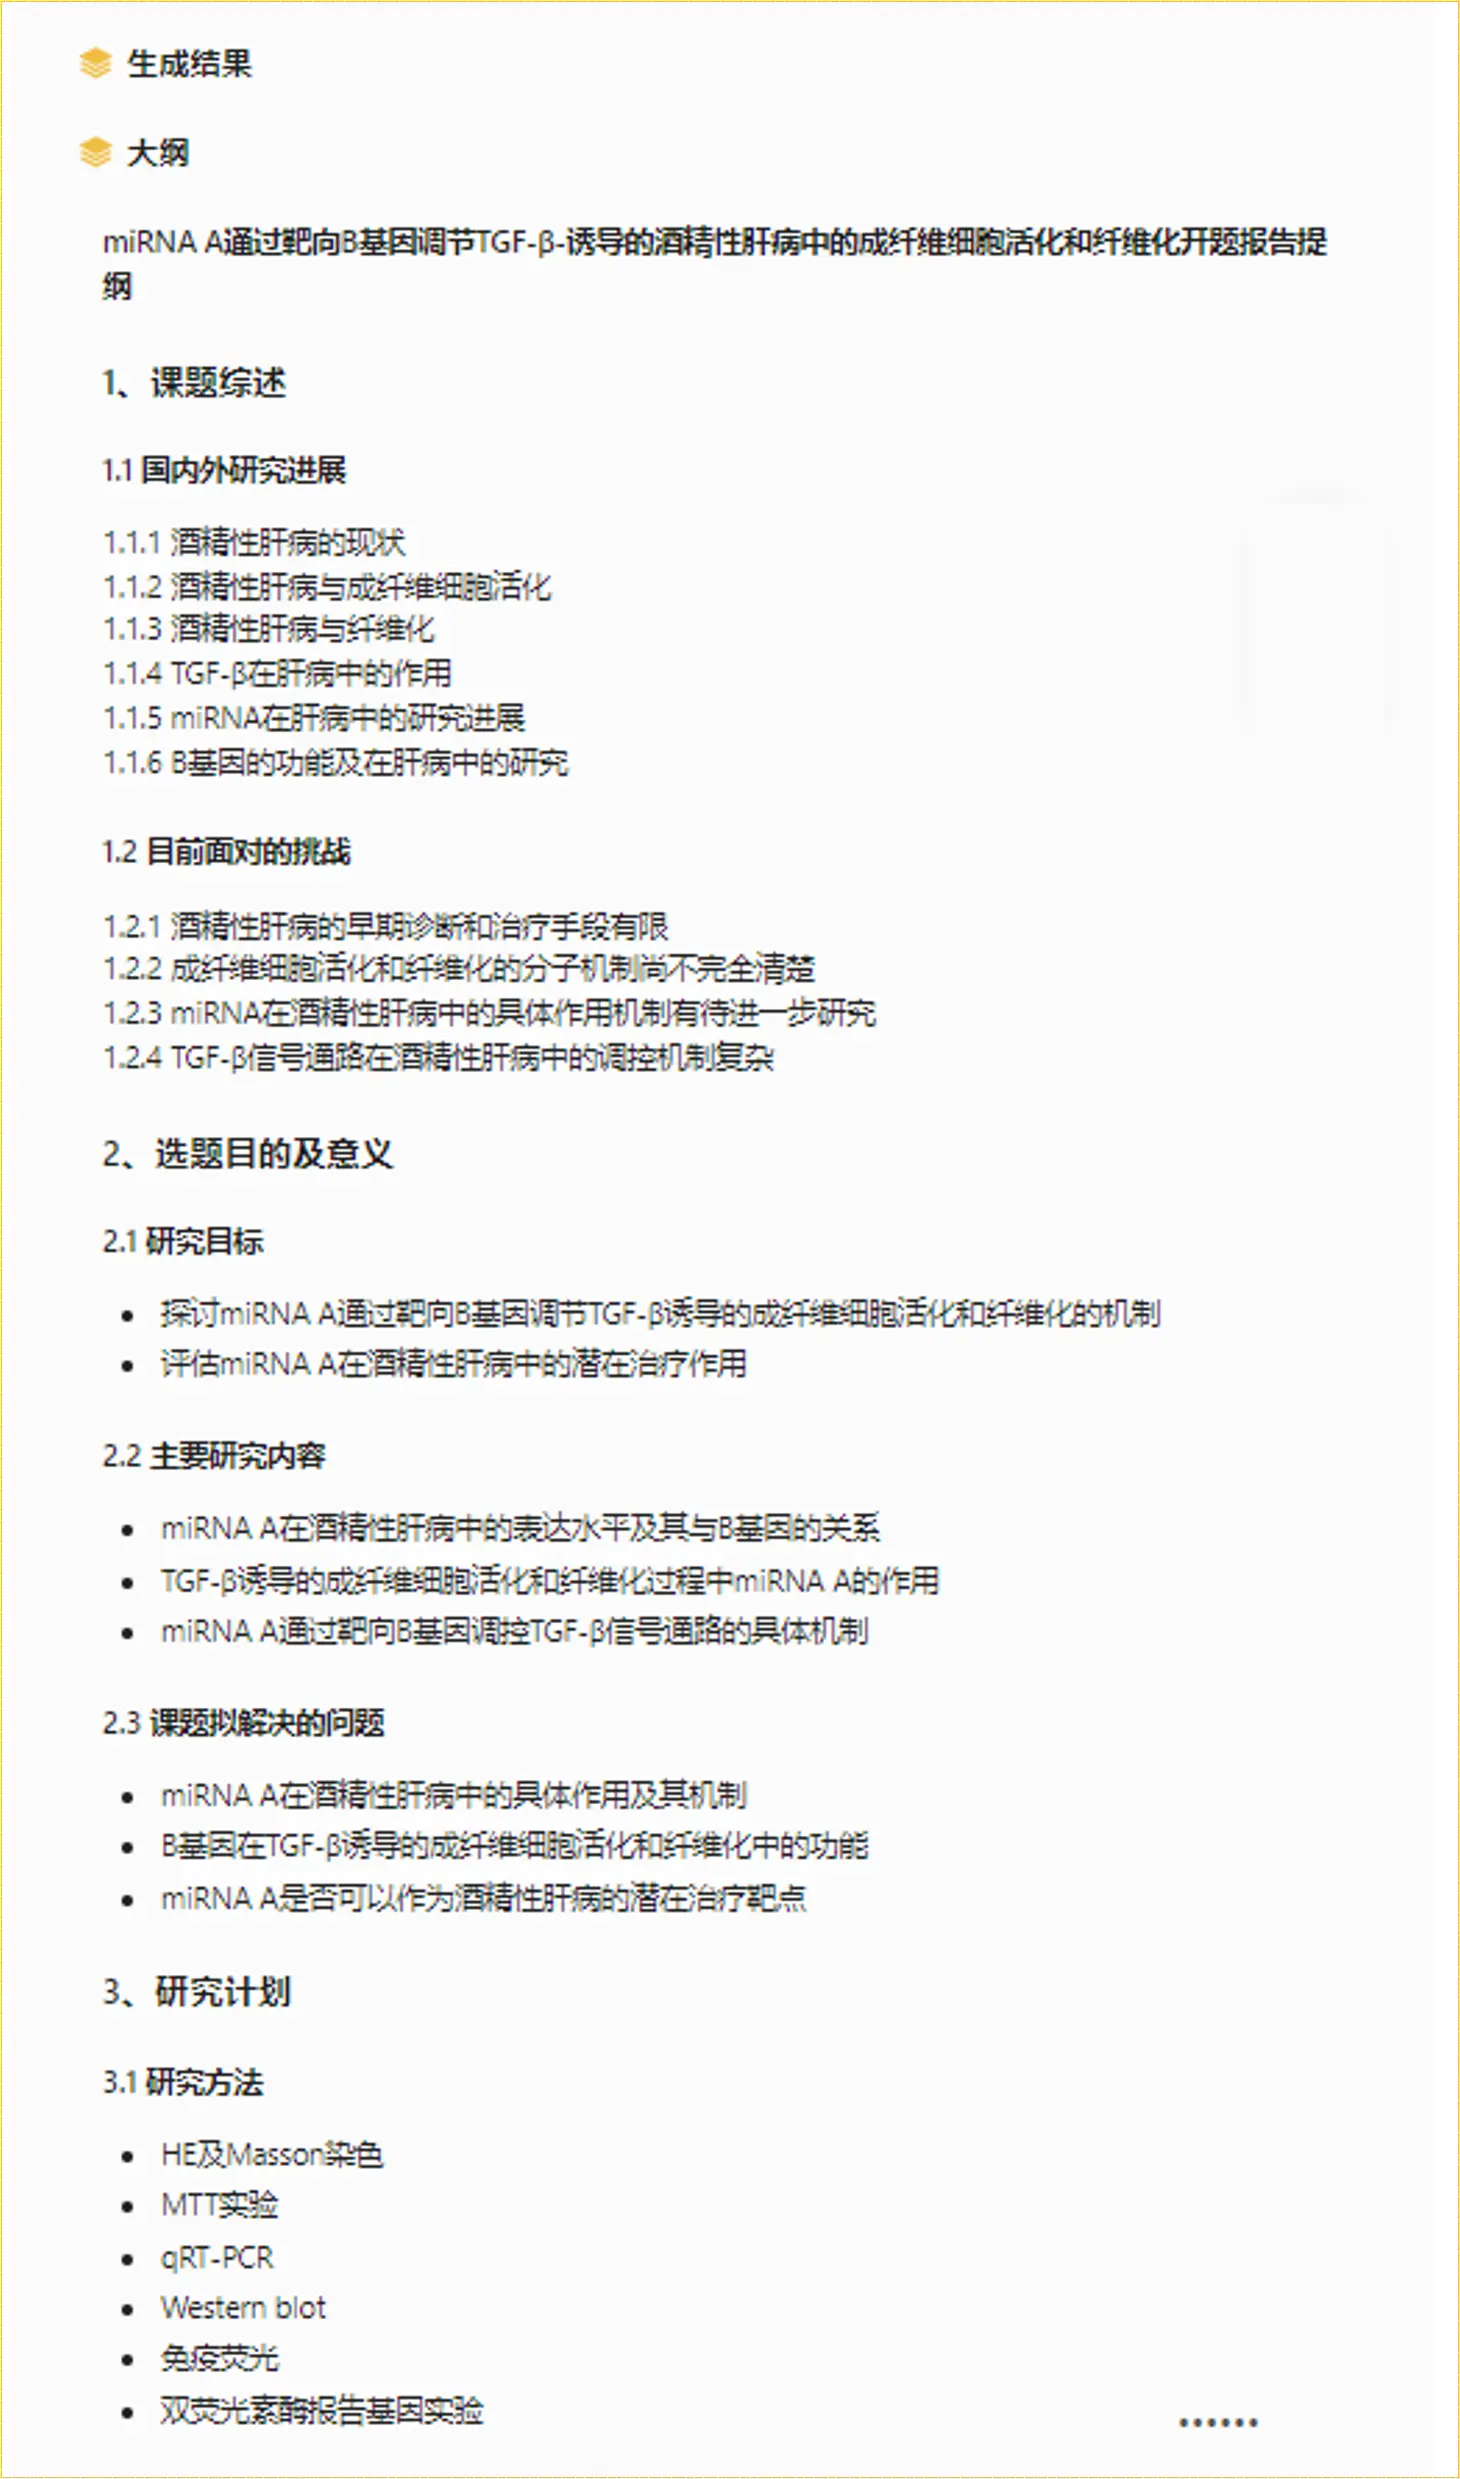 生成结果
大纲
miRNA A通过靶向B基因调节TGF-β-诱导的酒精性肝病中的成纤维细胞活化和纤维化开题报告提
纲
1、课题综述
1.1 国内外研究进展
1.1.1 酒精性肝病的现状
1.1.2 酒精性肝病与成纤维细胞活化
1.1.3 酒精性肝病与纤维化
1.1.4 TGF-β在肝病中的作用
1.1.5 miRNA在肝病中的研究进展
1.1.6 B基因的功能及在肝病中的研究
1.2 目前面对的挑战
1.2.1 酒精性肝病的早期诊断和治疗手段有限
1.2.2 成纤维细胞活化和纤维化的分子机制尚不完全清楚
1.2.3 miRNA在酒精性肝病中的具体作用机制有待进一步研究
1.2.4 TGF-β信号通路在酒精性肝病中的调控机制复杂
2、选题目的及意义
2.1 研究目标
• 探讨miRNA A通过靶向B基因调节TGF-β诱导的成纤维细胞活化和纤维化的机制
• 评估miRNA A在酒精性肝病中的潜在治疗作用
2.2 主要研究内容
• miRNA A在酒精性肝病中的表达水平及其与B基因的关系
• TGF-β诱导的成纤维细胞活化和纤维化过程中miRNA A的作用
• miRNA A通过靶向B基因调控TGF-β信号通路的具体机制
2.3 课题拟解决的问题
• miRNA A在酒精性肝病中的具体作用及其机制
• B基因在TGF-β诱导的成纤维细胞活化和纤维化中的功能
• miRNA A是否可以作为酒精性肝病的潜在治疗靶点
3、研究计划
3.1 研究方法
• HE及Masson染色
• MTT实验
• qRT-PCR
• Western blot
• 免疫荧光
• 双荧光素酶报告基因实验
······